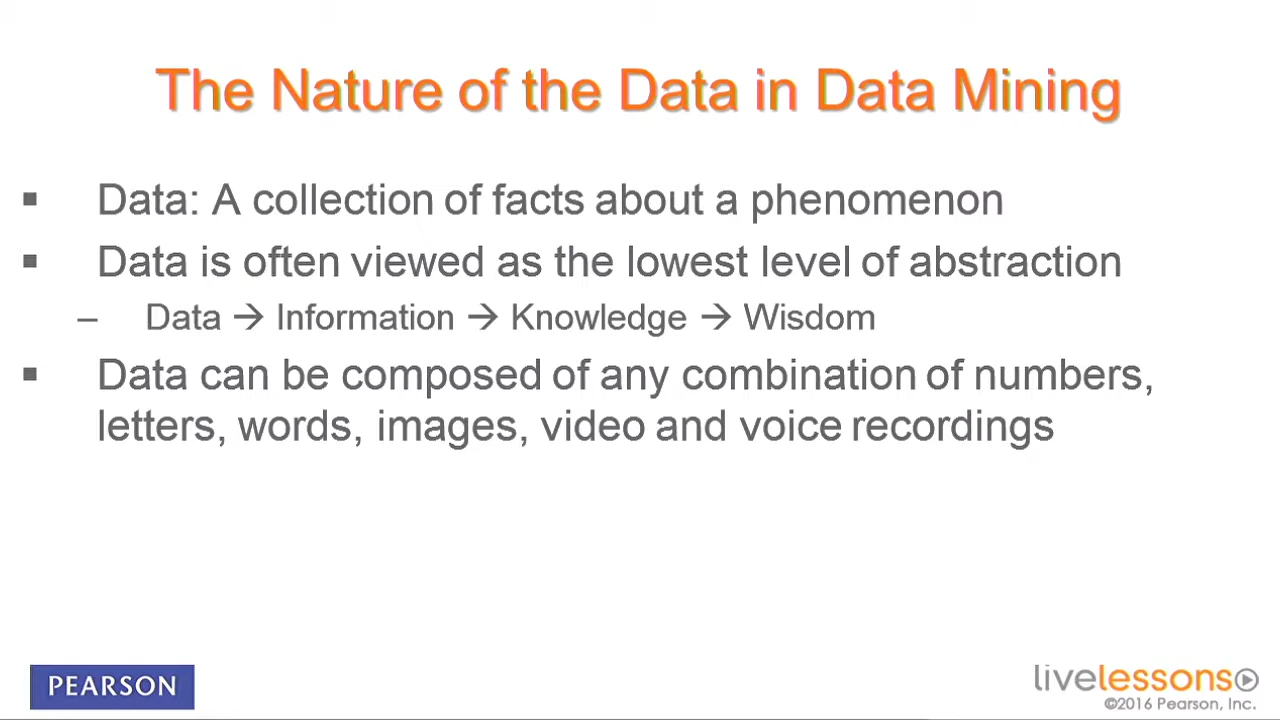 The Nature of the Data in Data Mining
▪ Data: A collection of facts about a phenomenon
▪ Data is often viewed as the lowest level of abstraction
– Data → Information → Knowledge → Wisdom
▪ Data can be composed of any combination of numbers,
letters, words, images, video and voice recordings
PEARSON
livelessons
©2016 Pearson, Inc.